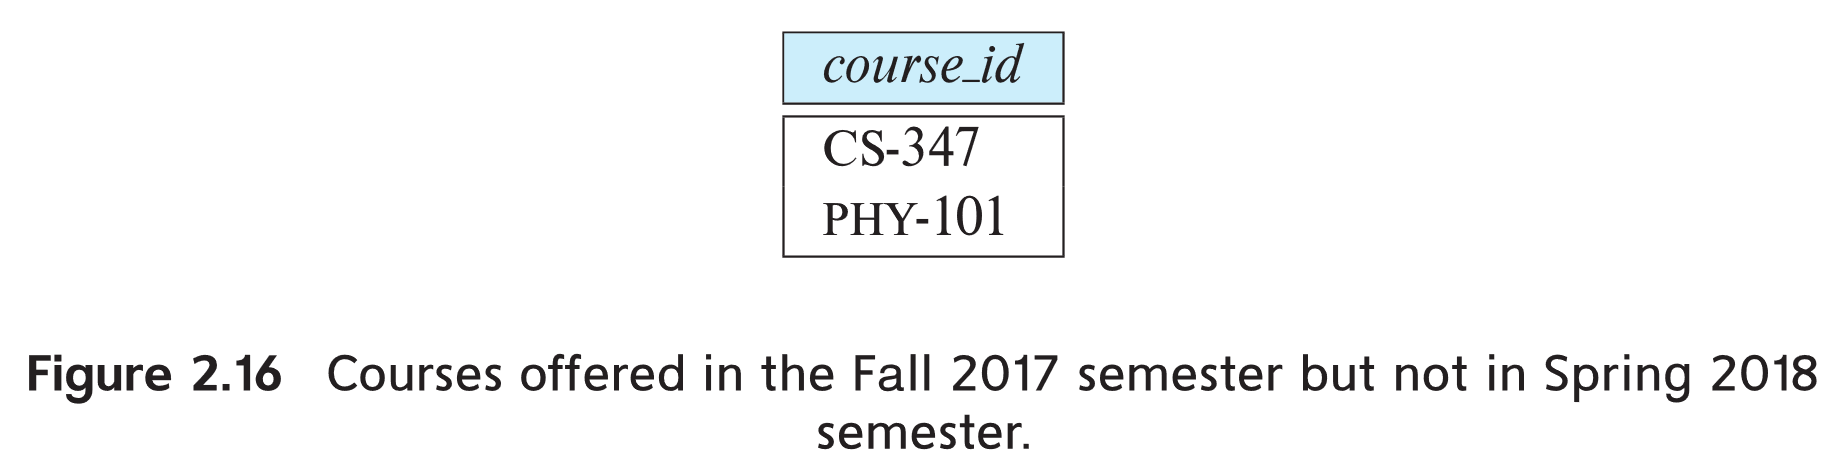 course_id
CS-347
PHY-101
Figure 2.16 Courses offered in the Fall 2017 semester but not in Spring 2018
semester.